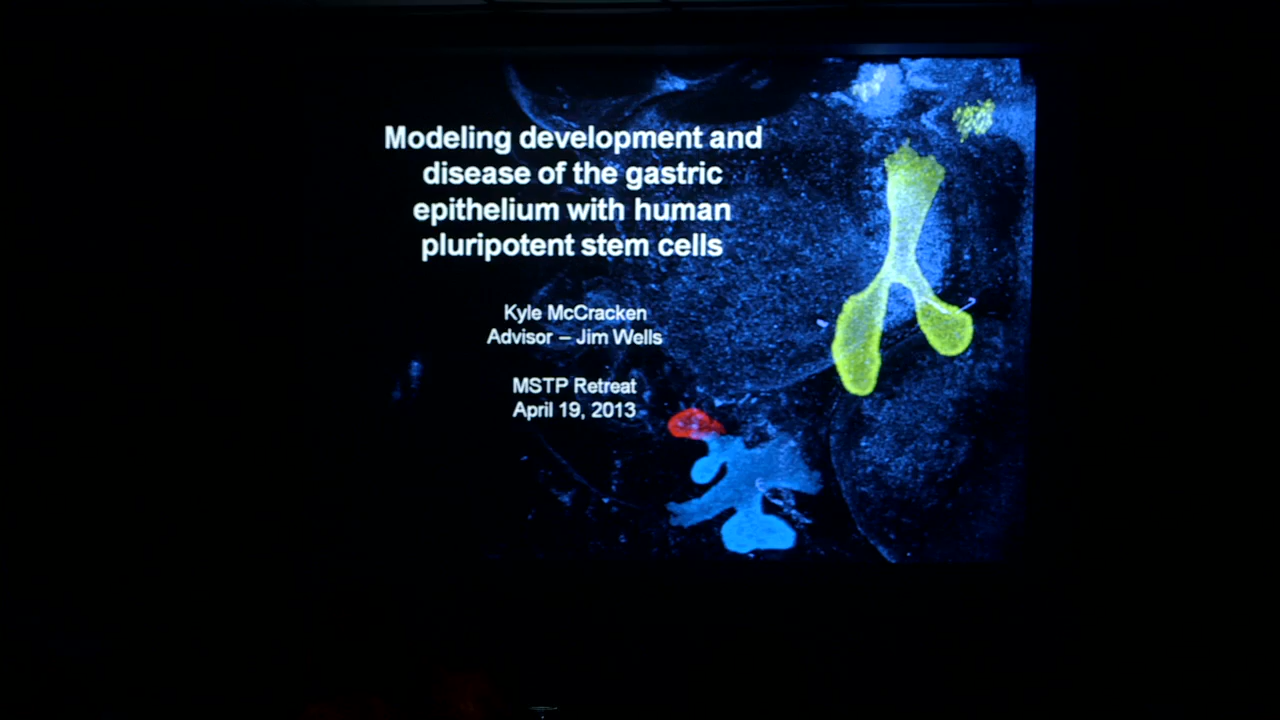 Modeling development and
disease of the gastric
epithelium with human
pluripotent stem cells
Kyle McCracken
Advisor – Jim Wells
MSTP Retreat
April 19, 2013